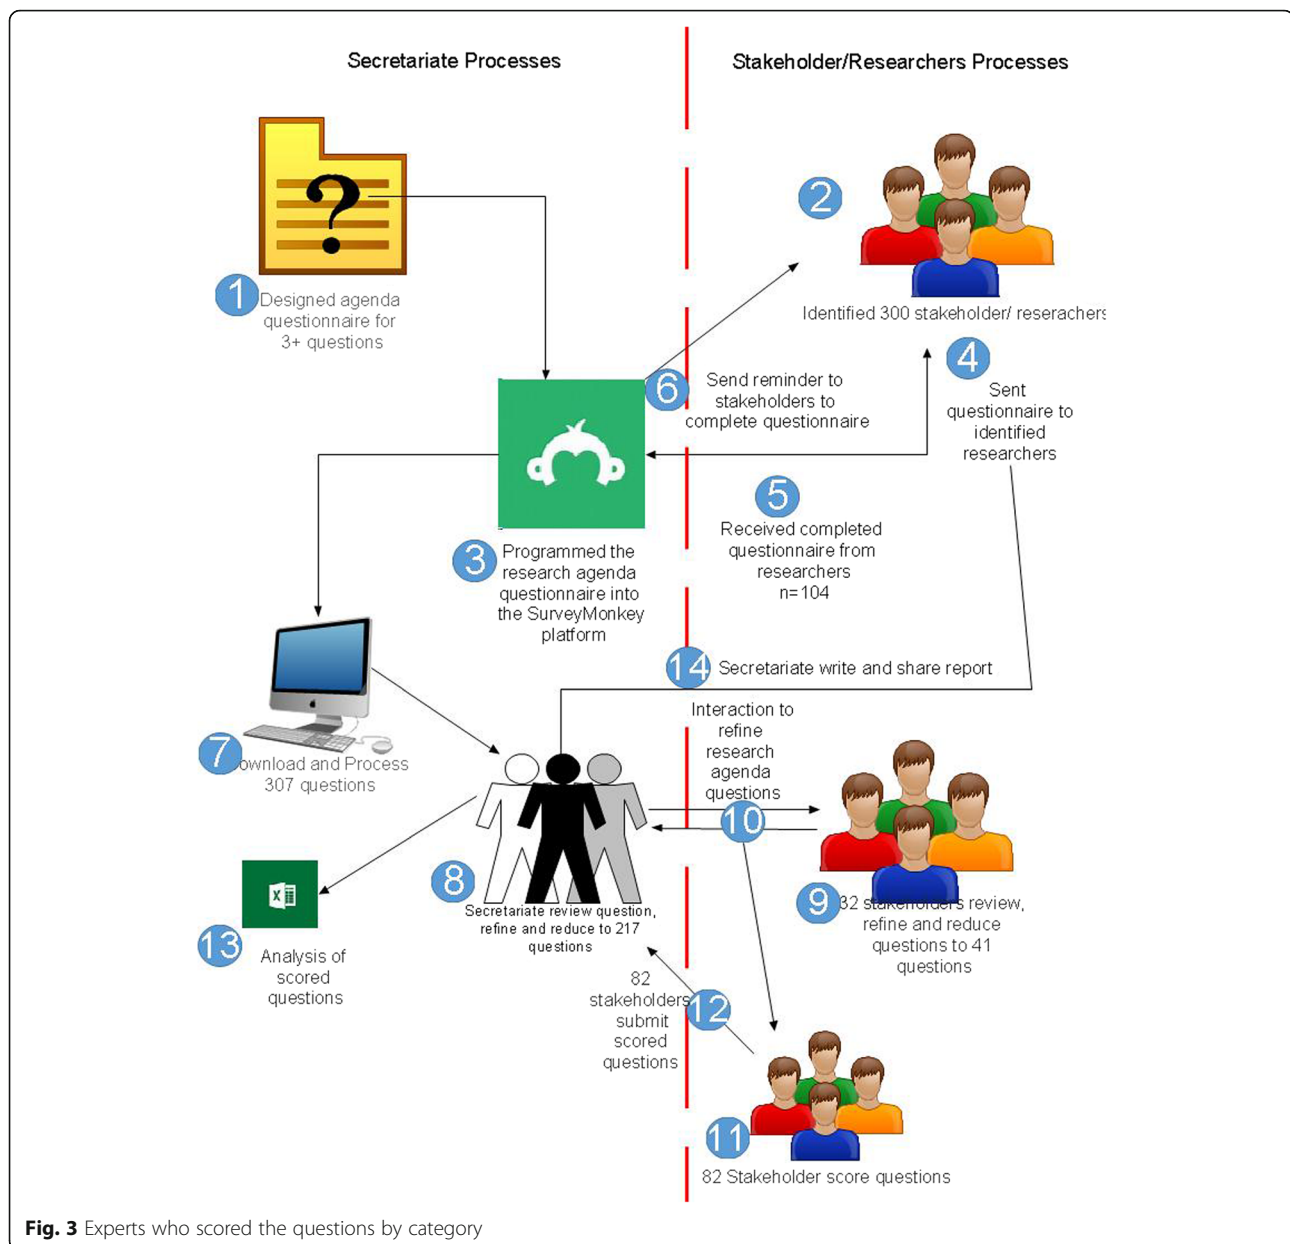 Secretariate Processes
Stakeholder/Researchers Processes
?
2
1
Designed agenda
questionnaire for
3+ questions
Identified 300 stakeholder/ reserachers
4
6
Send reminder to
stakeholders to
complete questionnaire
Sent
questionnaire to
identified
researchers
5
Received completed
questionnaire from
researchers
n=104
3
Programmed the
research agenda
questionnaire into
the SurveyMonkey
platform
14
Secretariate write and share report
Interaction to
refine
research
agenda
questions
7
ownload and Process
307 questions
10
8
Secretariate review question,
refine and reduce to 217
questions
9
32 stakeholders review,
refine and reduce
questions to 41
questions
X
13
Analysis of
scored
questions
82
stakeholders
submit
scored
questions
12
11
82 Stakeholder score questions
Fig. 3 Experts who scored the questions by category